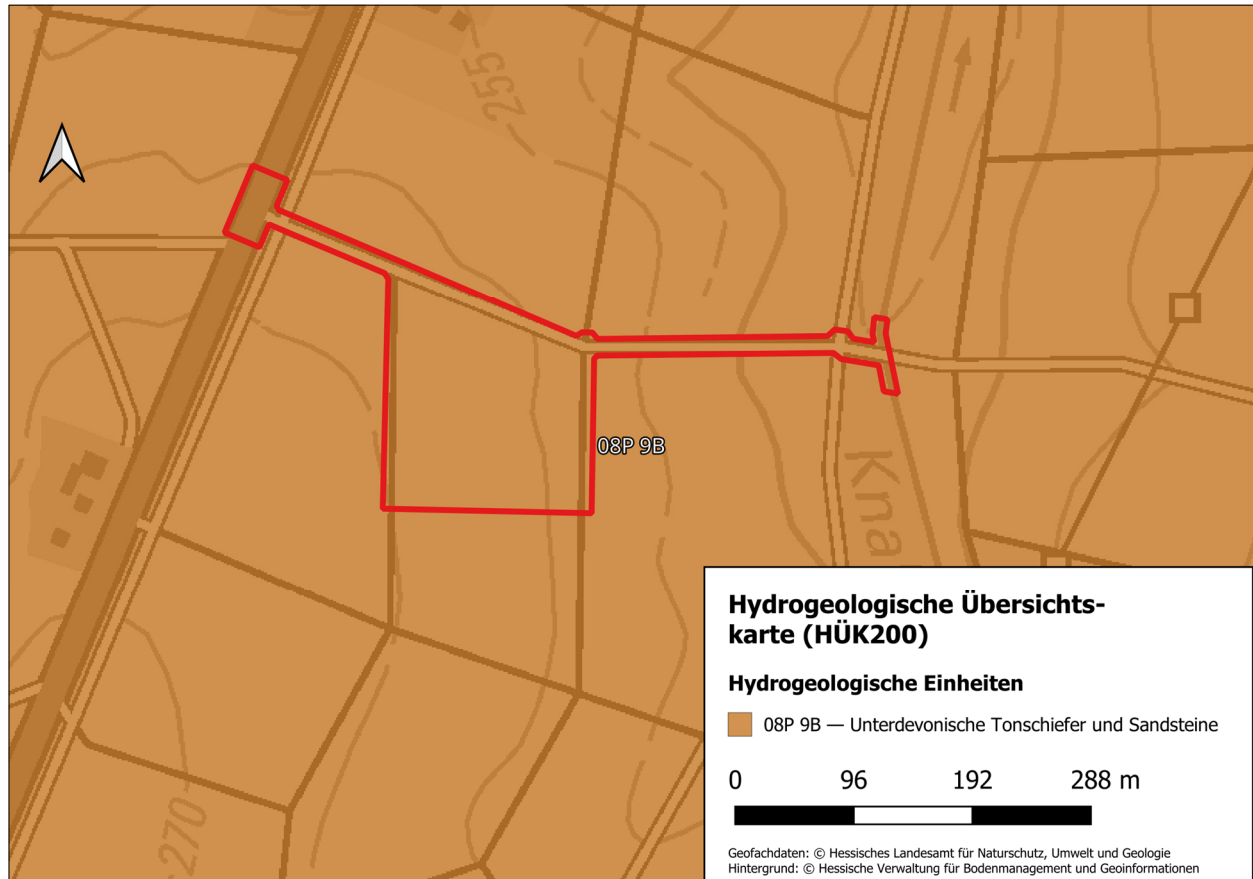 255
08P 9B
Kna
270
Hydrogeologische Übersichts-
karte (HÜK200)
Hydrogeologische Einheiten
08P 9B — Unterdevonische Tonschiefer und Sandsteine
0 96 192 288 m
Geofachdaten: © Hessisches Landesamt für Naturschutz, Umwelt und Geologie
Hintergrund: © Hessische Verwaltung für Bodenmanagement und Geoinformationen